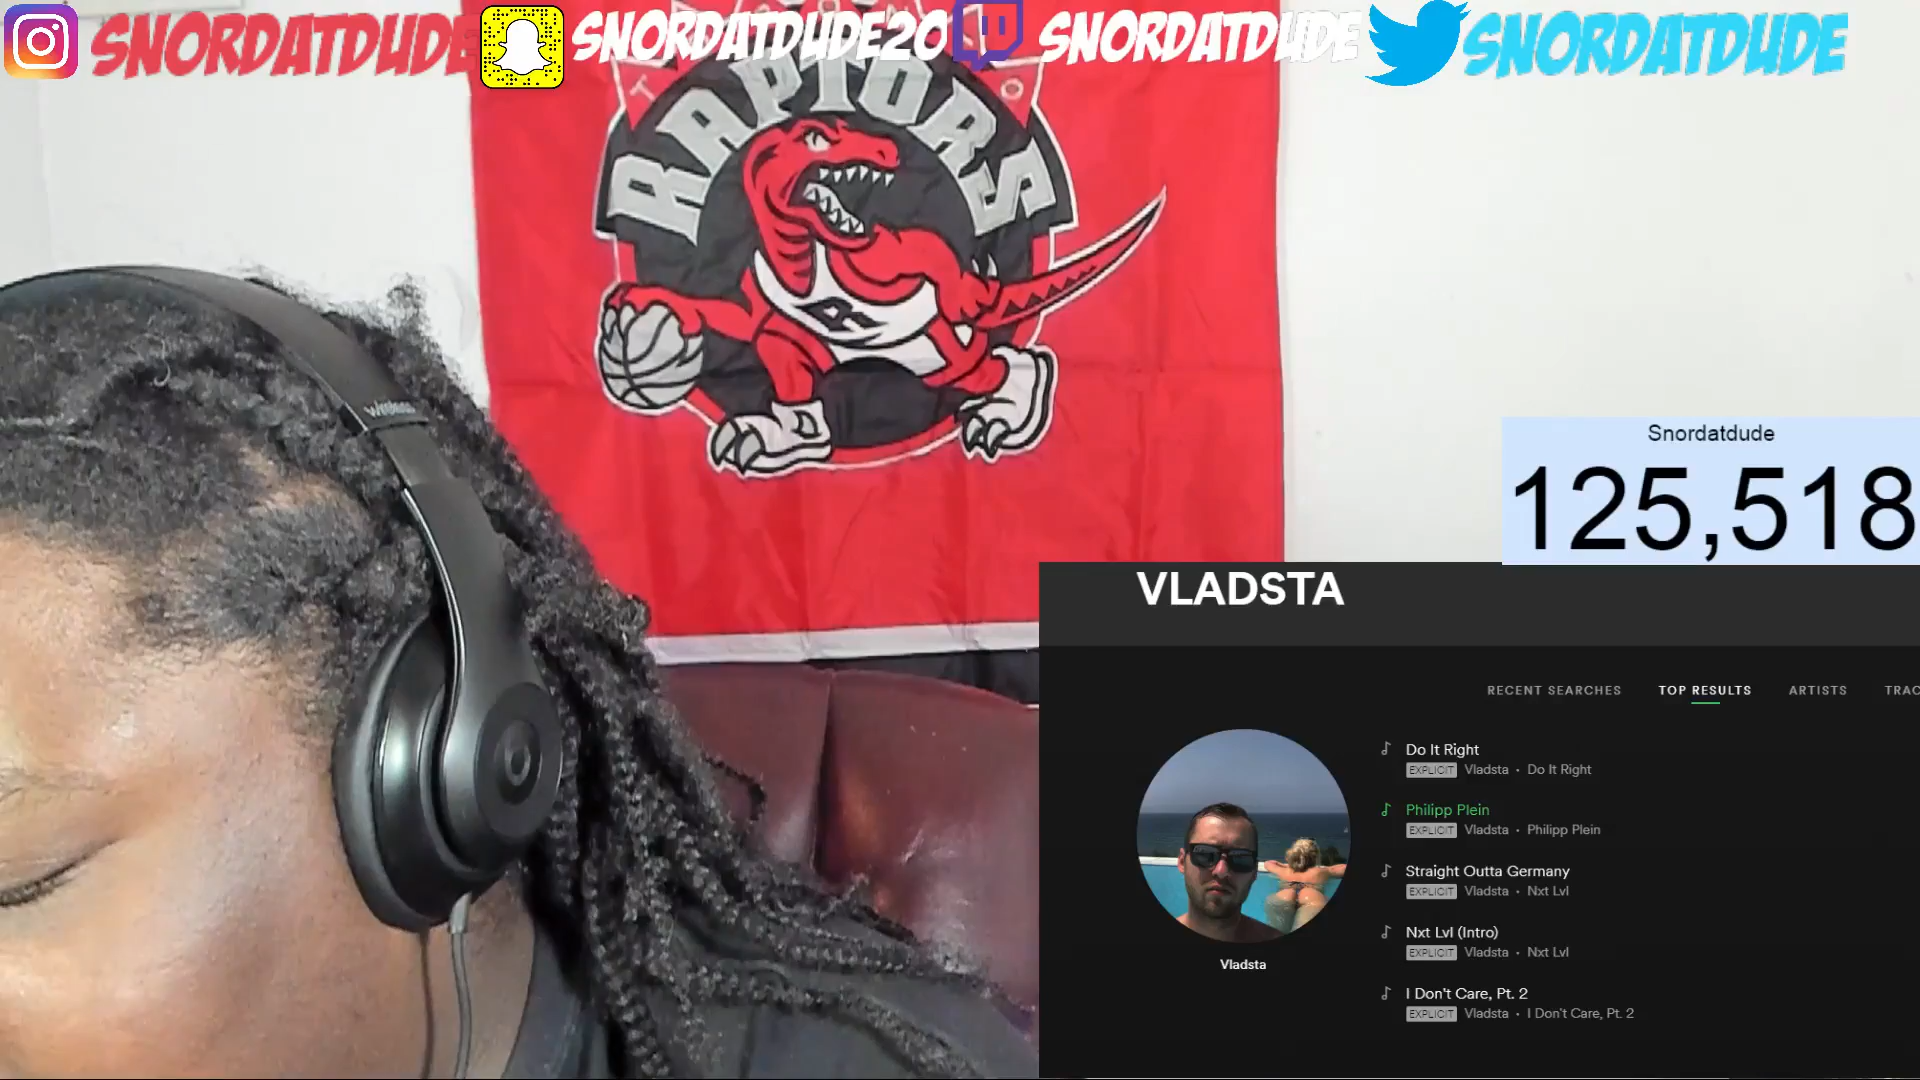 SNORDATDUDE
SNORDATDUDE20
SNORDATDUDE
SNORDATDUDE
T O
RAPTORS
R
wireless
Snordatdude
125,518
VLADSTA
RECENT SEARCHES TOP RESULTS ARTISTS TRAC
Do It Right
EXPLICIT Vladsta • Do It Right
Philipp Plein
EXPLICIT Vladsta • Philipp Plein
Straight Outta Germany
EXPLICIT Vladsta • Nxt Lvl
Nxt Lvl (Intro)
EXPLICIT Vladsta • Nxt Lvl
I Don't Care, Pt. 2
EXPLICIT Vladsta • I Don't Care, Pt. 2
Vladsta